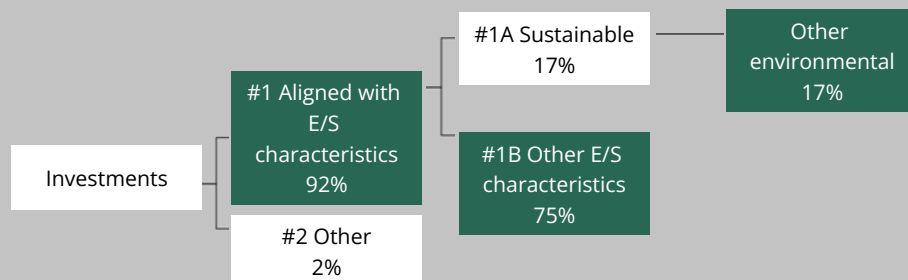 Investments
#1 Aligned with
E/S
characteristics
92%
#2 Other
2%
#1A Sustainable
17%
#1B Other E/S
characteristics
75%
Other
environmental
17%